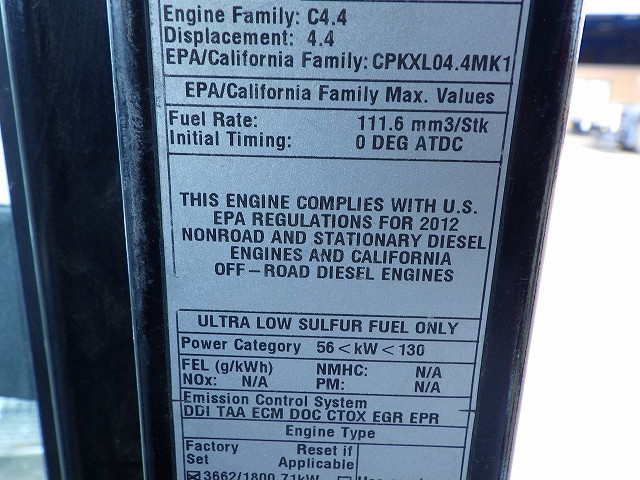 Engine Family: C4.4
Displacement: 4.4
EPA/California Family: CPKXL04.4MK1
EPA/California Family Max. Values
Fuel Rate: 111.6 mm3/Stk
Initial Timing: 0 DEG ATDC
THIS ENGINE COMPLIES WITH U.S.
EPA REGULATIONS FOR 2012
NONROAD AND STATIONARY DIESEL
ENGINES AND CALIFORNIA
OFF-ROAD DIESEL ENGINES
ULTRA LOW SULFUR FUEL ONLY
Power Category 56 < kW < 130
FEL (g/kWh) NMHC: N/A
NOx: N/A PM: N/A
Emission Control System
DDI TAA ECM DOC CTOX EGR EPR
Engine Type
Factory Reset if
Set Applicable
3662/1800 71kW